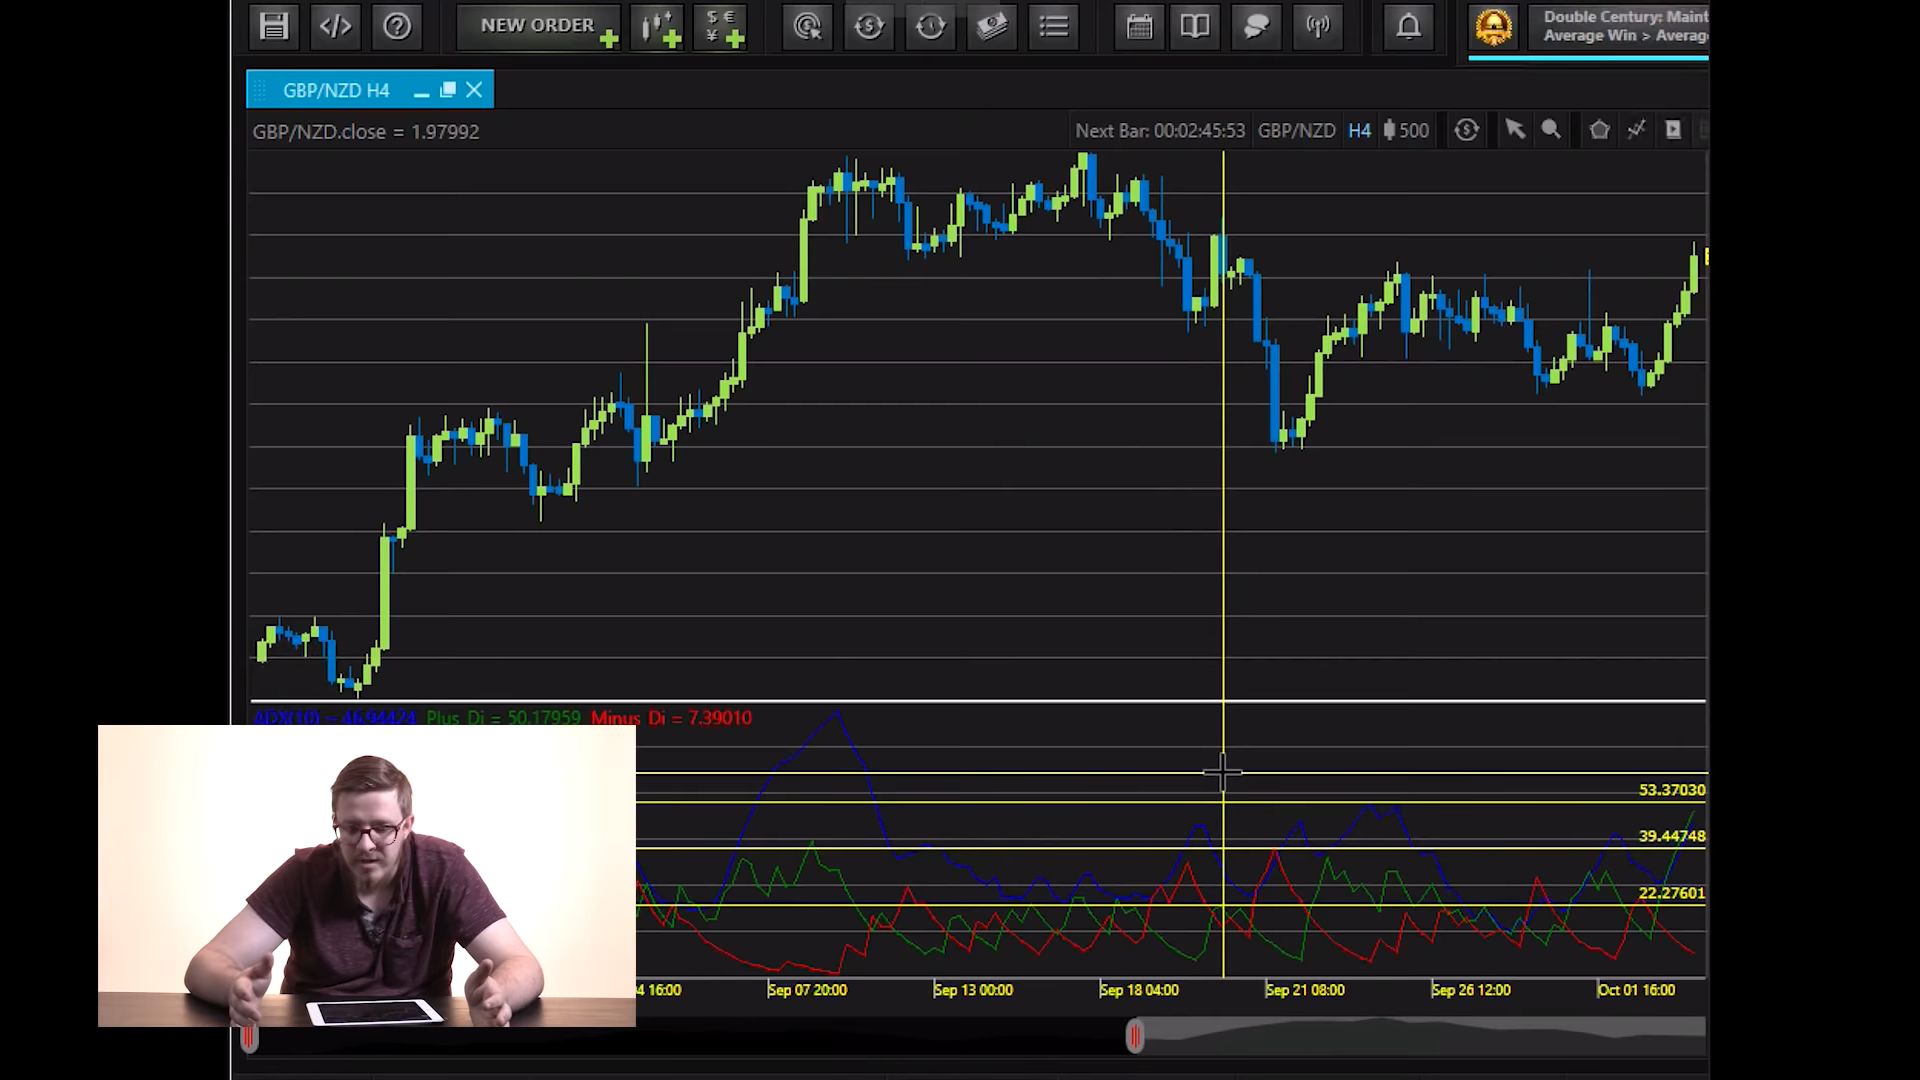 NEW ORDER
$ €
¥
Double Century: Maint
Average Win > Averag
GBP/NZD H4
GBP/NZD.close = 1.97992
Next Bar: 00:02:45:53 GBP/NZD H4 500
ADX(10) = 46.94424 Plus Di = 50.17959 Minus Di = 7.39010
53.37030
39.44748
22.27601
4 16:00
Sep 07 20:00
Sep 13 00:00
Sep 18 04:00
Sep 21 08:00
Sep 26 12:00
Oct 01 16:00